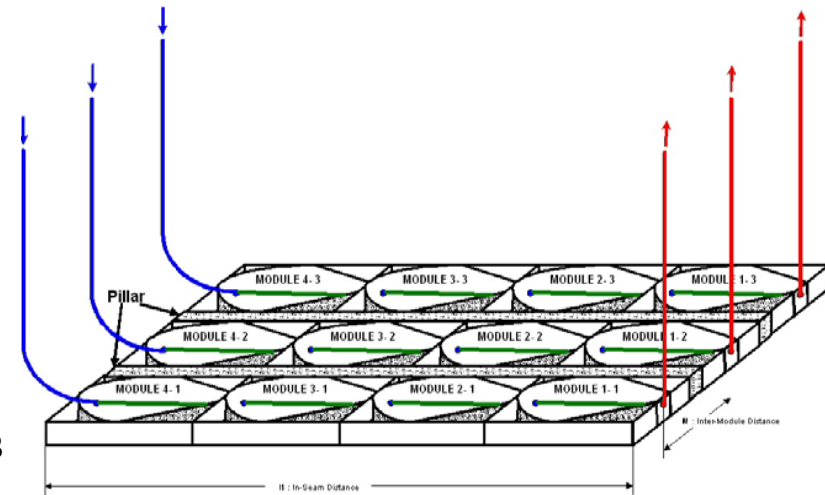 MODULE 4-3 MODULE 3-3 MODULE 2-3 MODULE 1-3
Pillar
MODULE 4-2 MODULE 3-2 MODULE 2-2 MODULE 1-2
MODULE 4-1 MODULE 3-1 MODULE 2-1 MODULE 1-1
: Inter-Module Distance
: In-Seam Distance